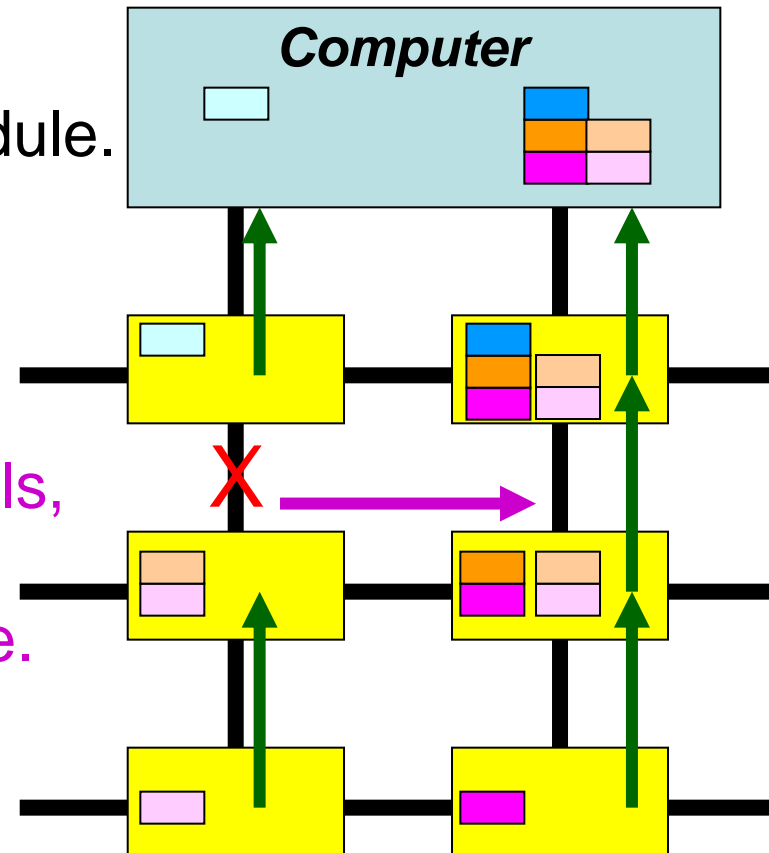 Computer
dule.
X
ls,
e.